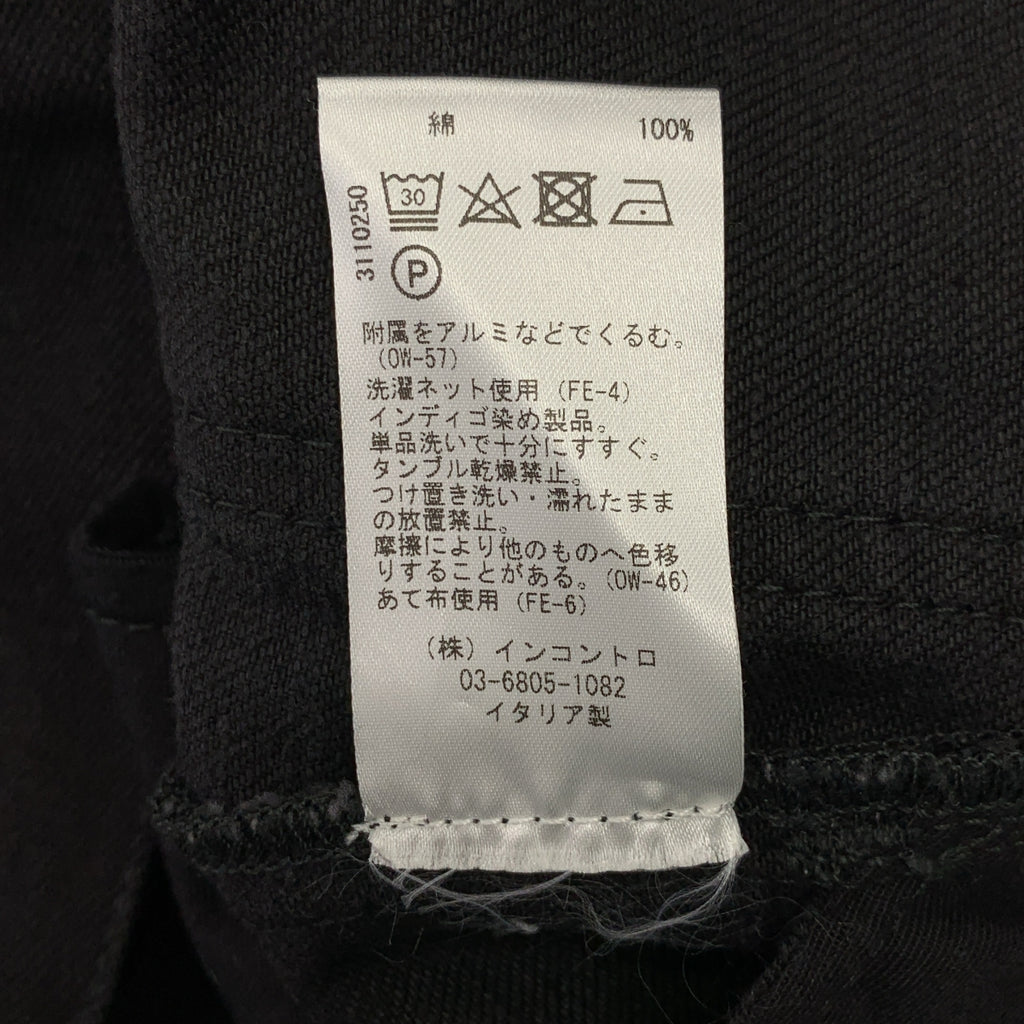 綿 100%
3110250
30
P
附属をアルミなどでくるむ。
(OW-57)
洗濯ネット使用 (FE-4)
インディゴ染め製品。
単品洗いで十分にすすぐ。
タンブル乾燥禁止。
つけ置き洗い・濡れたまま
の放置禁止。
摩擦により他のものへ色移
りすることがある。(OW-46)
あて布使用 (FE-6)
(株) インコントロ
03-6805-1082
イタリア製